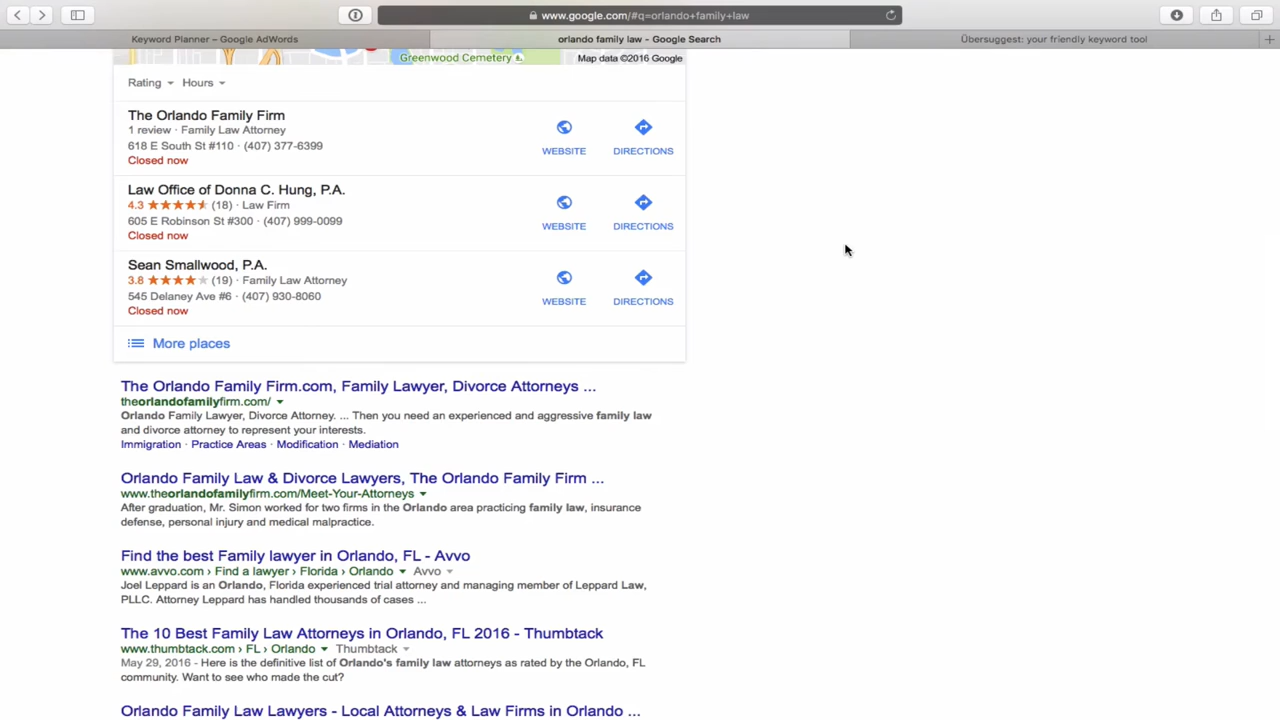 www.google.com/#q=orlando+family+law
Keyword Planner – Google AdWords
orlando family law - Google Search
Übersuggest: your friendly keyword tool
Greenwood Cemetery
Map data ©2016 Google
Rating
Hours
The Orlando Family Firm
1 review · Family Law Attorney
618 E South St #110 · (407) 377-6399
Closed now
WEBSITE
DIRECTIONS
Law Office of Donna C. Hung, P.A.
4.3 ★★★★★ (18) · Law Firm
605 E Robinson St #300 · (407) 999-0099
Closed now
WEBSITE
DIRECTIONS
Sean Smallwood, P.A.
3.8 ★★★★★ (19) · Family Law Attorney
545 Delaney Ave #6 · (407) 930-8060
Closed now
WEBSITE
DIRECTIONS
More places
The Orlando Family Firm.com, Family Lawyer, Divorce Attorneys ...
theorlandofamilyfirm.com/
Orlando Family Lawyer, Divorce Attorney. ... Then you need an experienced and aggressive family law
and divorce attorney to represent your interests.
Immigration · Practice Areas · Modification · Mediation
Orlando Family Law & Divorce Lawyers, The Orlando Family Firm ...
www.theorlandofamilyfirm.com/Meet-Your-Attorneys
After graduation, Mr. Simon worked for two firms in the Orlando area practicing family law, insurance
defense, personal injury and medical malpractice.
Find the best Family lawyer in Orlando, FL - Avvo
www.avvo.com › Find a lawyer › Florida › Orlando Avvo
Joel Leppard is an Orlando, Florida experienced trial attorney and managing member of Leppard Law,
PLLC. Attorney Leppard has handled thousands of cases ...
The 10 Best Family Law Attorneys in Orlando, FL 2016 - Thumbtack
www.thumbtack.com › FL › Orlando Thumbtack
May 29, 2016 - Here is the definitive list of Orlando's family law attorneys as rated by the Orlando, FL
community. Want to see who made the cut?
Orlando Family Law Lawyers - Local Attorneys & Law Firms in Orlando ...